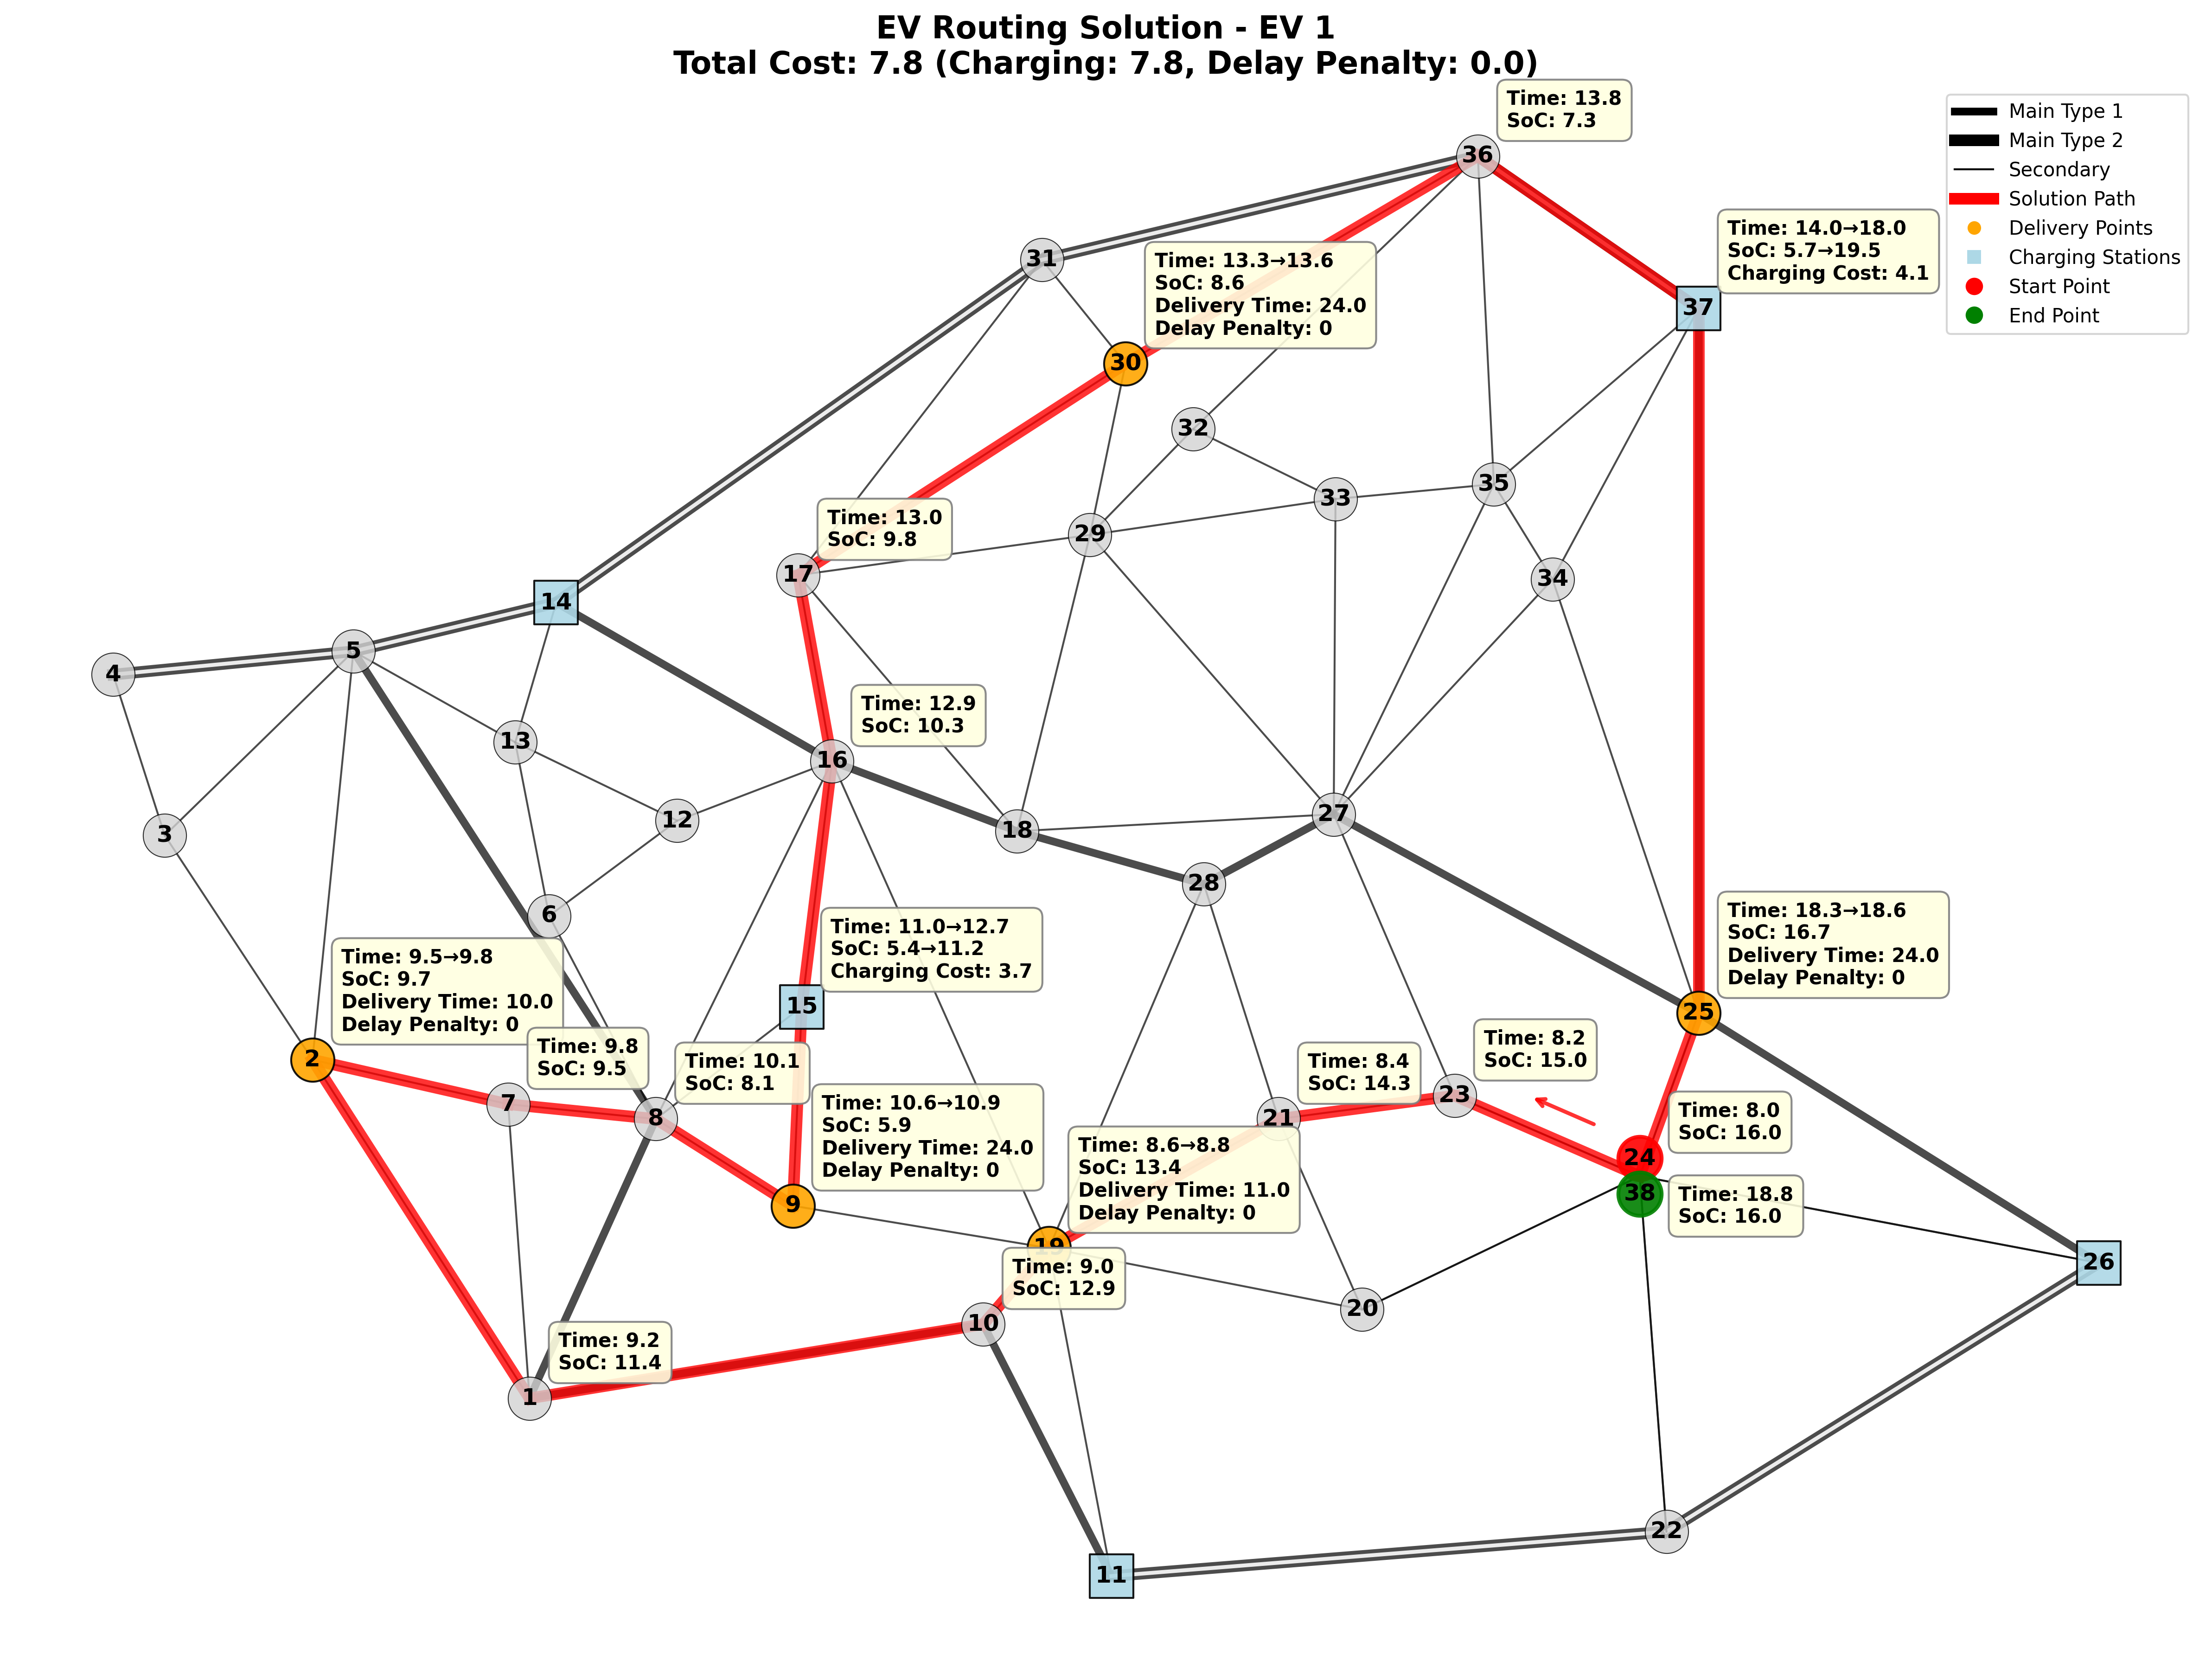 EV Routing Solution - EV 1
Total Cost: 7.8 (Charging: 7.8, Delay Penalty: 0.0)
Main Type 1
Main Type 2
Secondary
Solution Path
Delivery Points
Charging Stations
Start Point
End Point
Time: 13.8
SoC: 7.3
36
Time: 14.0→18.0
SoC: 5.7→19.5
Charging Cost: 4.1
37
31
Time: 13.3→13.6
SoC: 8.6
Delivery Time: 24.0
Delay Penalty: 0
30
32
35
33
29
Time: 13.0
SoC: 9.8
17
34
14
5
4
Time: 12.9
SoC: 10.3
13
16
12
3
18
27
28
6
Time: 11.0→12.7
SoC: 5.4→11.2
Charging Cost: 3.7
15
Time: 18.3→18.6
SoC: 16.7
Delivery Time: 24.0
Delay Penalty: 0
25
Time: 9.5→9.8
SoC: 9.7
Delivery Time: 10.0
Delay Penalty: 0
2
Time: 9.8
SoC: 9.5
7
Time: 10.1
SoC: 8.1
8
Time: 8.4
SoC: 14.3
21
Time: 8.2
SoC: 15.0
23
Time: 8.0
SoC: 16.0
24
Time: 10.6→10.9
SoC: 5.9
Delivery Time: 24.0
Delay Penalty: 0
9
Time: 8.6→8.8
SoC: 13.4
Delivery Time: 11.0
Delay Penalty: 0
19
Time: 18.8
SoC: 16.0
38
26
Time: 9.0
SoC: 12.9
10
20
Time: 9.2
SoC: 11.4
1
22
11